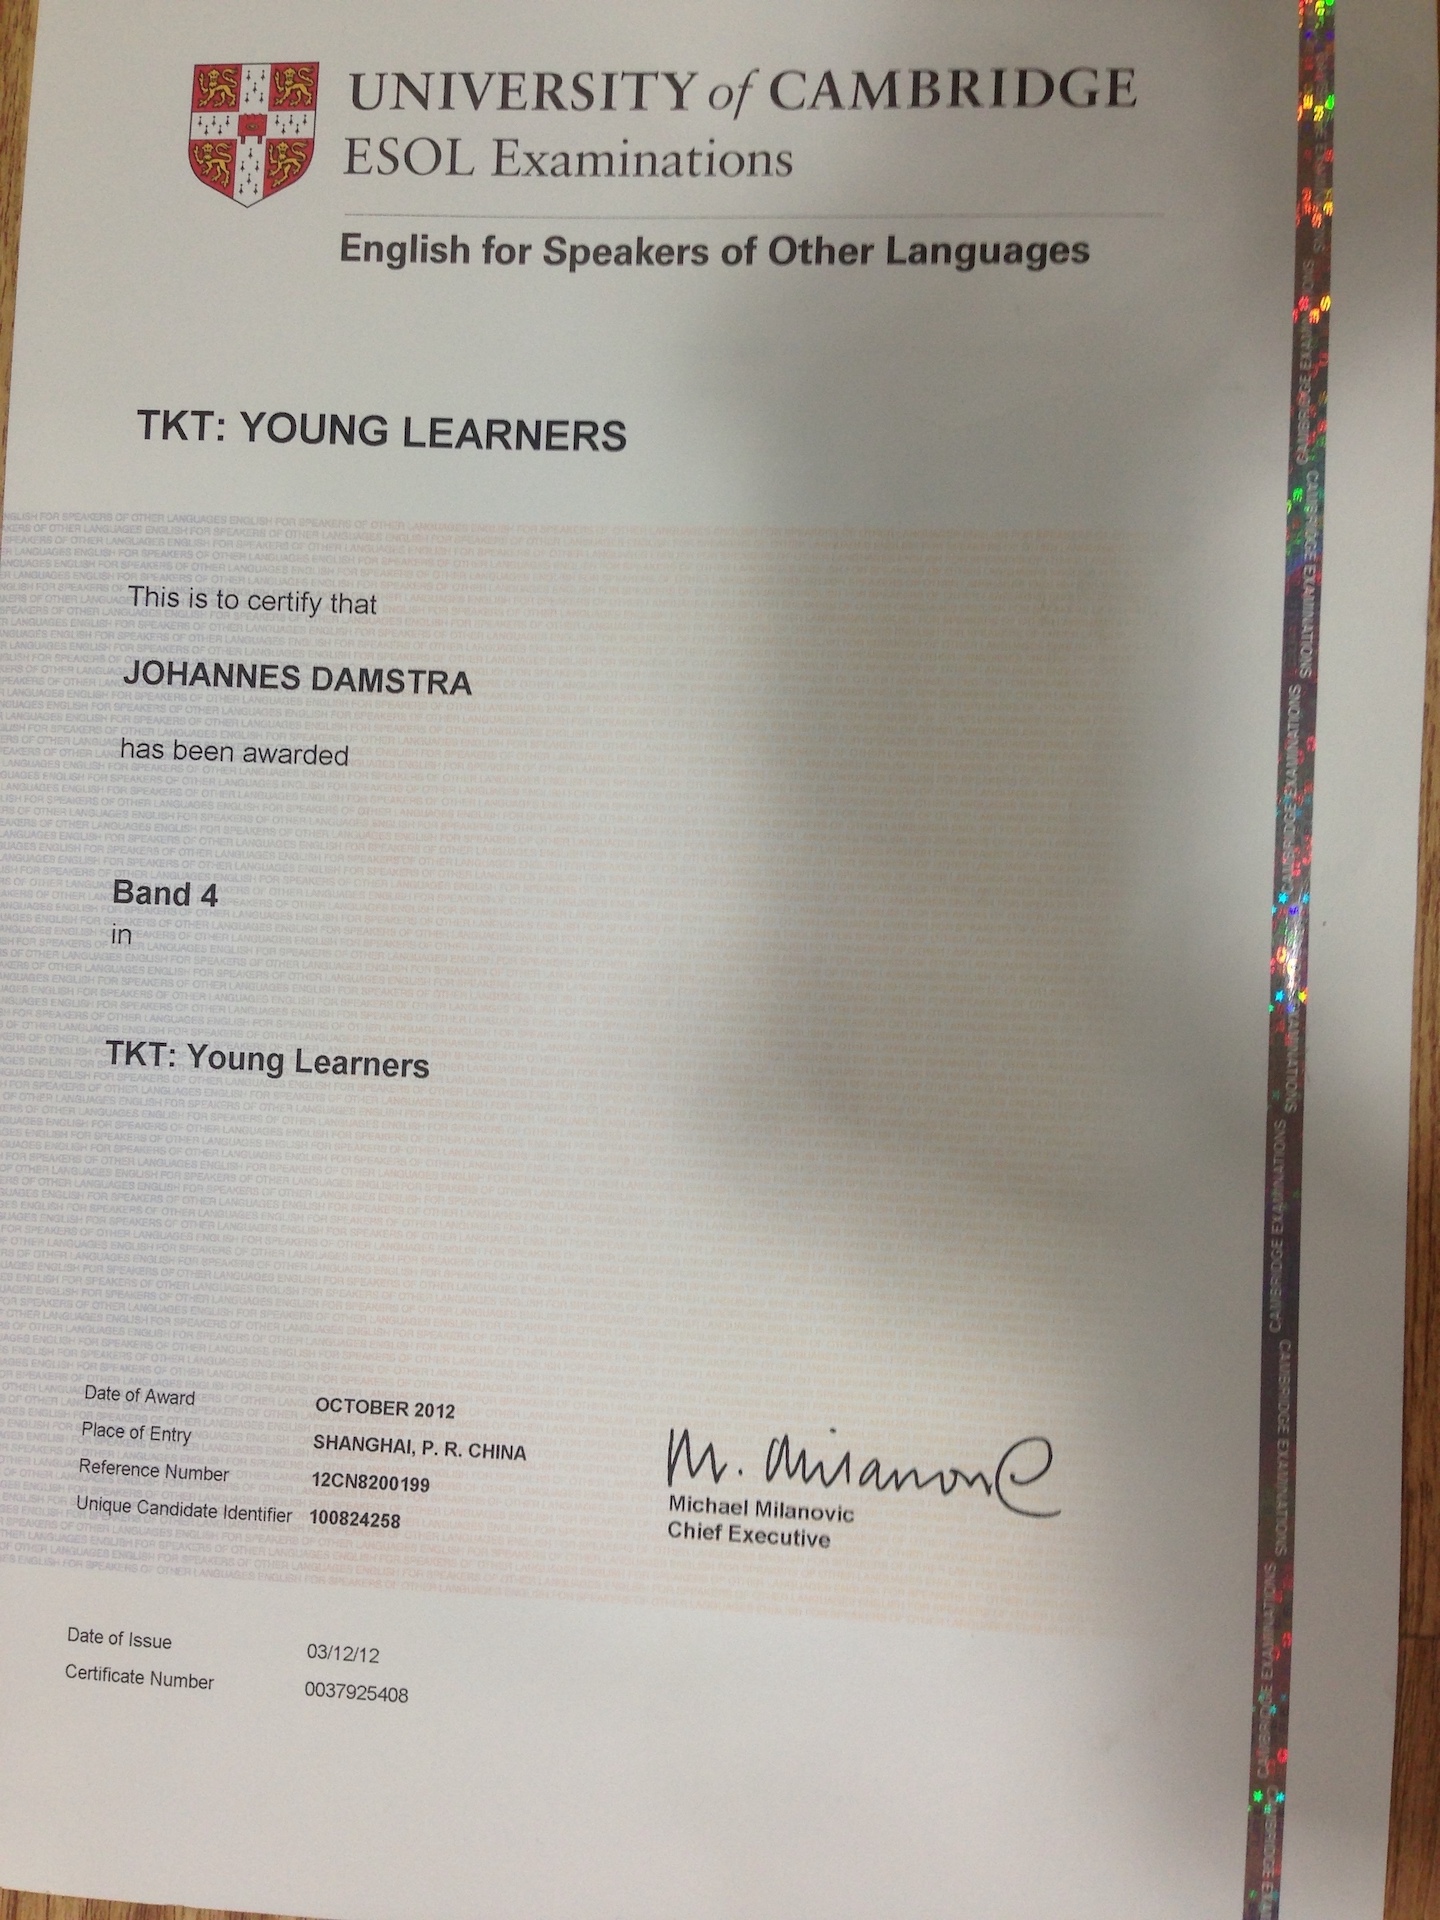 UNIVERSITY of CAMBRIDGE
ESOL Examinations
English for Speakers of Other Languages
TKT: YOUNG LEARNERS
This is to certify that
JOHANNES DAMSTRA
has been awarded
Band 4
in
TKT: Young Learners
Date of Award OCTOBER 2012
Place of Entry SHANGHAI, P. R. CHINA
Reference Number 12CN8200199
Unique Candidate Identifier 100824258
M. Milanovic
Michael Milanovic
Chief Executive
Date of Issue 03/12/12
Certificate Number 0037925408
CAMBRIDGE EXAMINATIONS